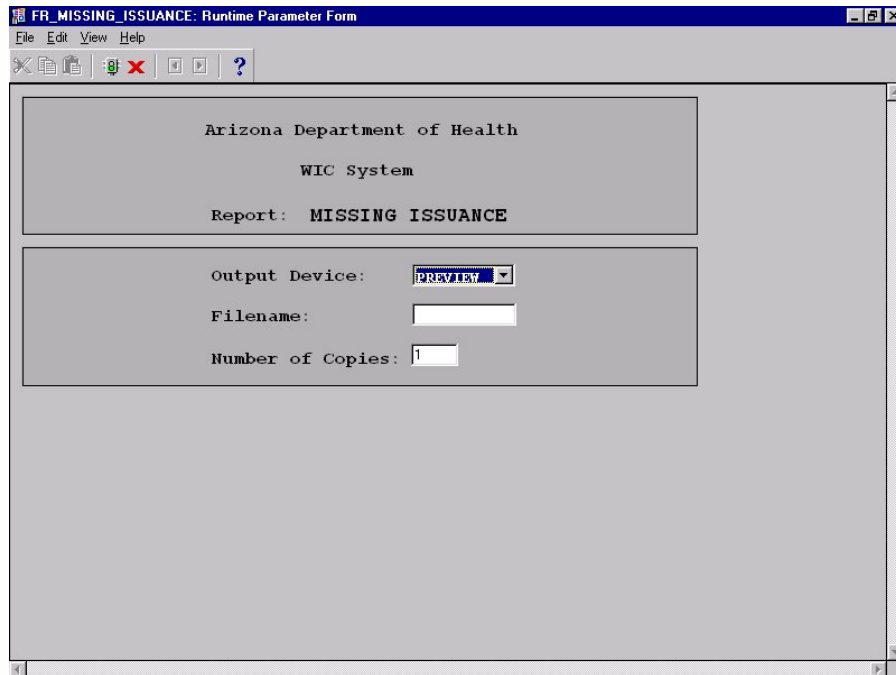 FR_MISSING_ISSUANCE: Runtime Parameter Form
File Edit View Help
Arizona Department of Health
WIC System
Report: MISSING ISSUANCE
Output Device: PREVIEW
Filename:
Number of Copies: 1